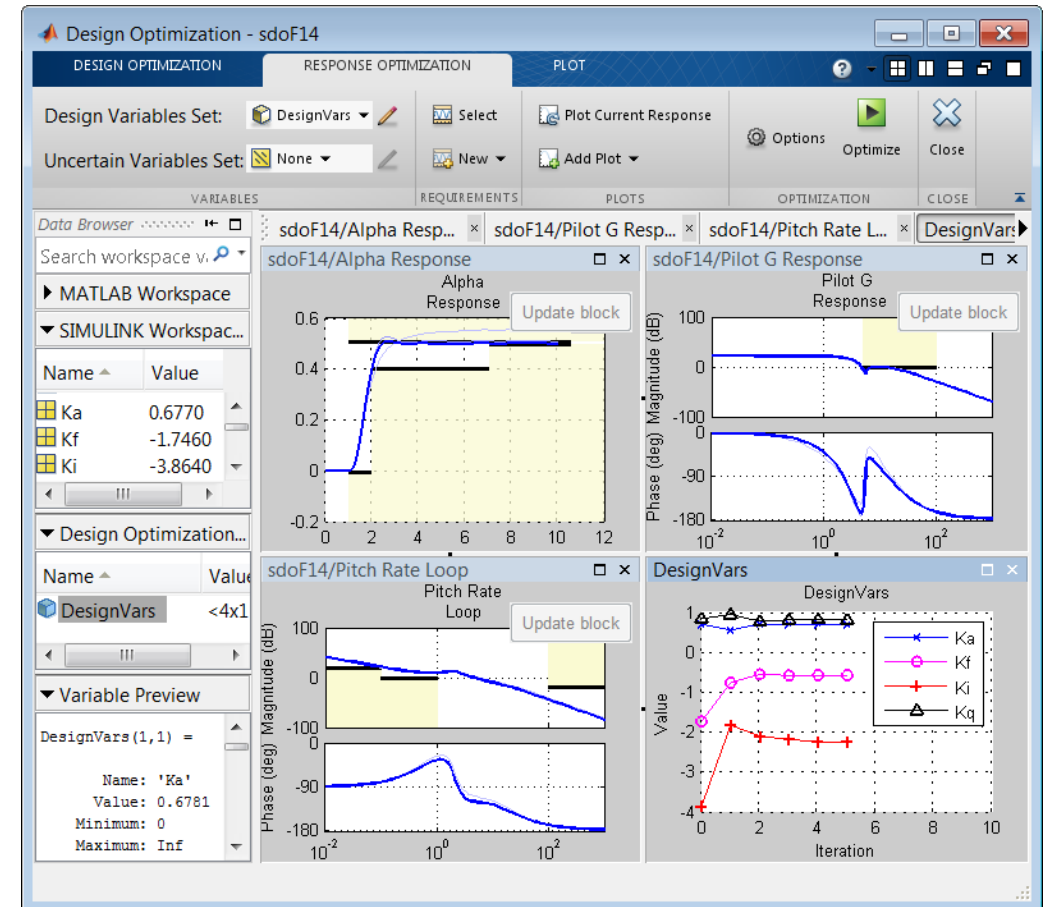 Design Optimization - sdoF14
DESIGN OPTIMIZATION
RESPONSE OPTIMIZATION
PLOT
?
Design Variables Set:
DesignVars
Select
Plot Current Response
Options
Optimize
Close
Uncertain Variables Set:
None
New
Add Plot
VARIABLES
REQUIREMENTS
PLOTS
OPTIMIZATION
CLOSE
Data Browser
Search workspace v
MATLAB Workspace
SIMULINK Workspac...
Name Value
Ka 0.6770
Kf -1.7460
Ki -3.8640
Design Optimization...
Name Value
DesignVars <4x1
Variable Preview
DesignVars(1,1) =
Name: 'Ka'
Value: 0.6781
Minimum: 0
Maximum: Inf
sdoF14/Alpha Resp... ×
sdoF14/Pilot G Resp... ×
sdoF14/Pitch Rate L... ×
DesignVars
sdoF14/Alpha Response
Alpha
Response
Update block
0.6
0.4
0.2
0
-0.2
0 2 4 6 8 10 12
sdoF14/Pilot G Response
Pilot G
Response
Update block
Magnitude (dB)
100
0
-100
Phase (deg)
0
-90
-180
10-2 100 102
sdoF14/Pitch Rate Loop
Pitch Rate
Loop
Update block
Magnitude (dB)
100
0
-100
Phase (deg)
0
-90
-180
10-2 100 102
DesignVars
DesignVars
Value
1
0
-1
-2
-3
-4
0 2 4 6 8 10
Iteration
Ka
Kf
Ki
Kq